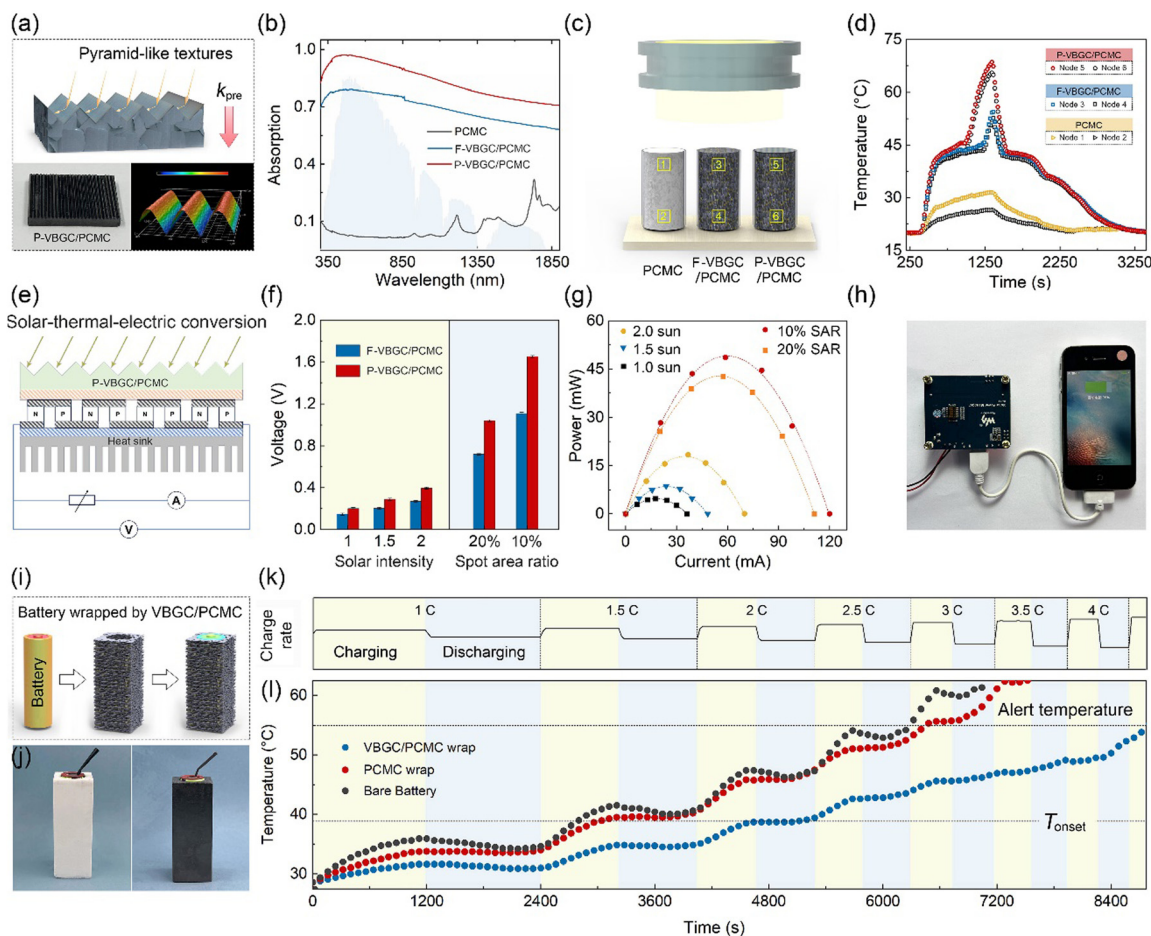 (a)
Pyramid-like textures
kpre
P-VBGC/PCMC
(b)
Absorption
1.0
0.7
0.4
0.1
PCMC
F-VBGC/PCMC
P-VBGC/PCMC
350 850 1350 1850
Wavelength (nm)
(c)
1 3 5
2 4 6
PCMC F-VBGC/PCMC P-VBGC/PCMC
(d)
Temperature (°C)
75
60
45
30
15
P-VBGC/PCMC
Node 5 Node 6
F-VBGC/PCMC
Node 3 Node 4
PCMC
Node 1 Node 2
250 1250 2250 3250
Time (s)
(e)
Solar-thermal-electric conversion
P-VBGC/PCMC
N P N P N P N P
Heat sink
A
V
(f)
Voltage (V)
2.0
1.6
1.2
0.8
0.4
0.0
F-VBGC/PCMC
P-VBGC/PCMC
1 1.5 2 20% 10%
Solar intensity Spot area ratio
(g)
Power (mW)
60
45
30
15
0
2.0 sun
1.5 sun
1.0 sun
10% SAR
20% SAR
0 30 60 90 120
Current (mA)
(h)
(i)
Battery wrapped by VBGC/PCMC
Battery
(j)
(k)
Charge rate
1 C 1.5 C 2 C 2.5 C 3 C 3.5 C 4 C
Charging Discharging
(l)
Temperature (°C)
60
50
40
30
Alert temperature
VBGC/PCMC wrap
PCMC wrap
Bare Battery
Tonset
0 1200 2400 3600 4800 6000 7200 8400
Time (s)